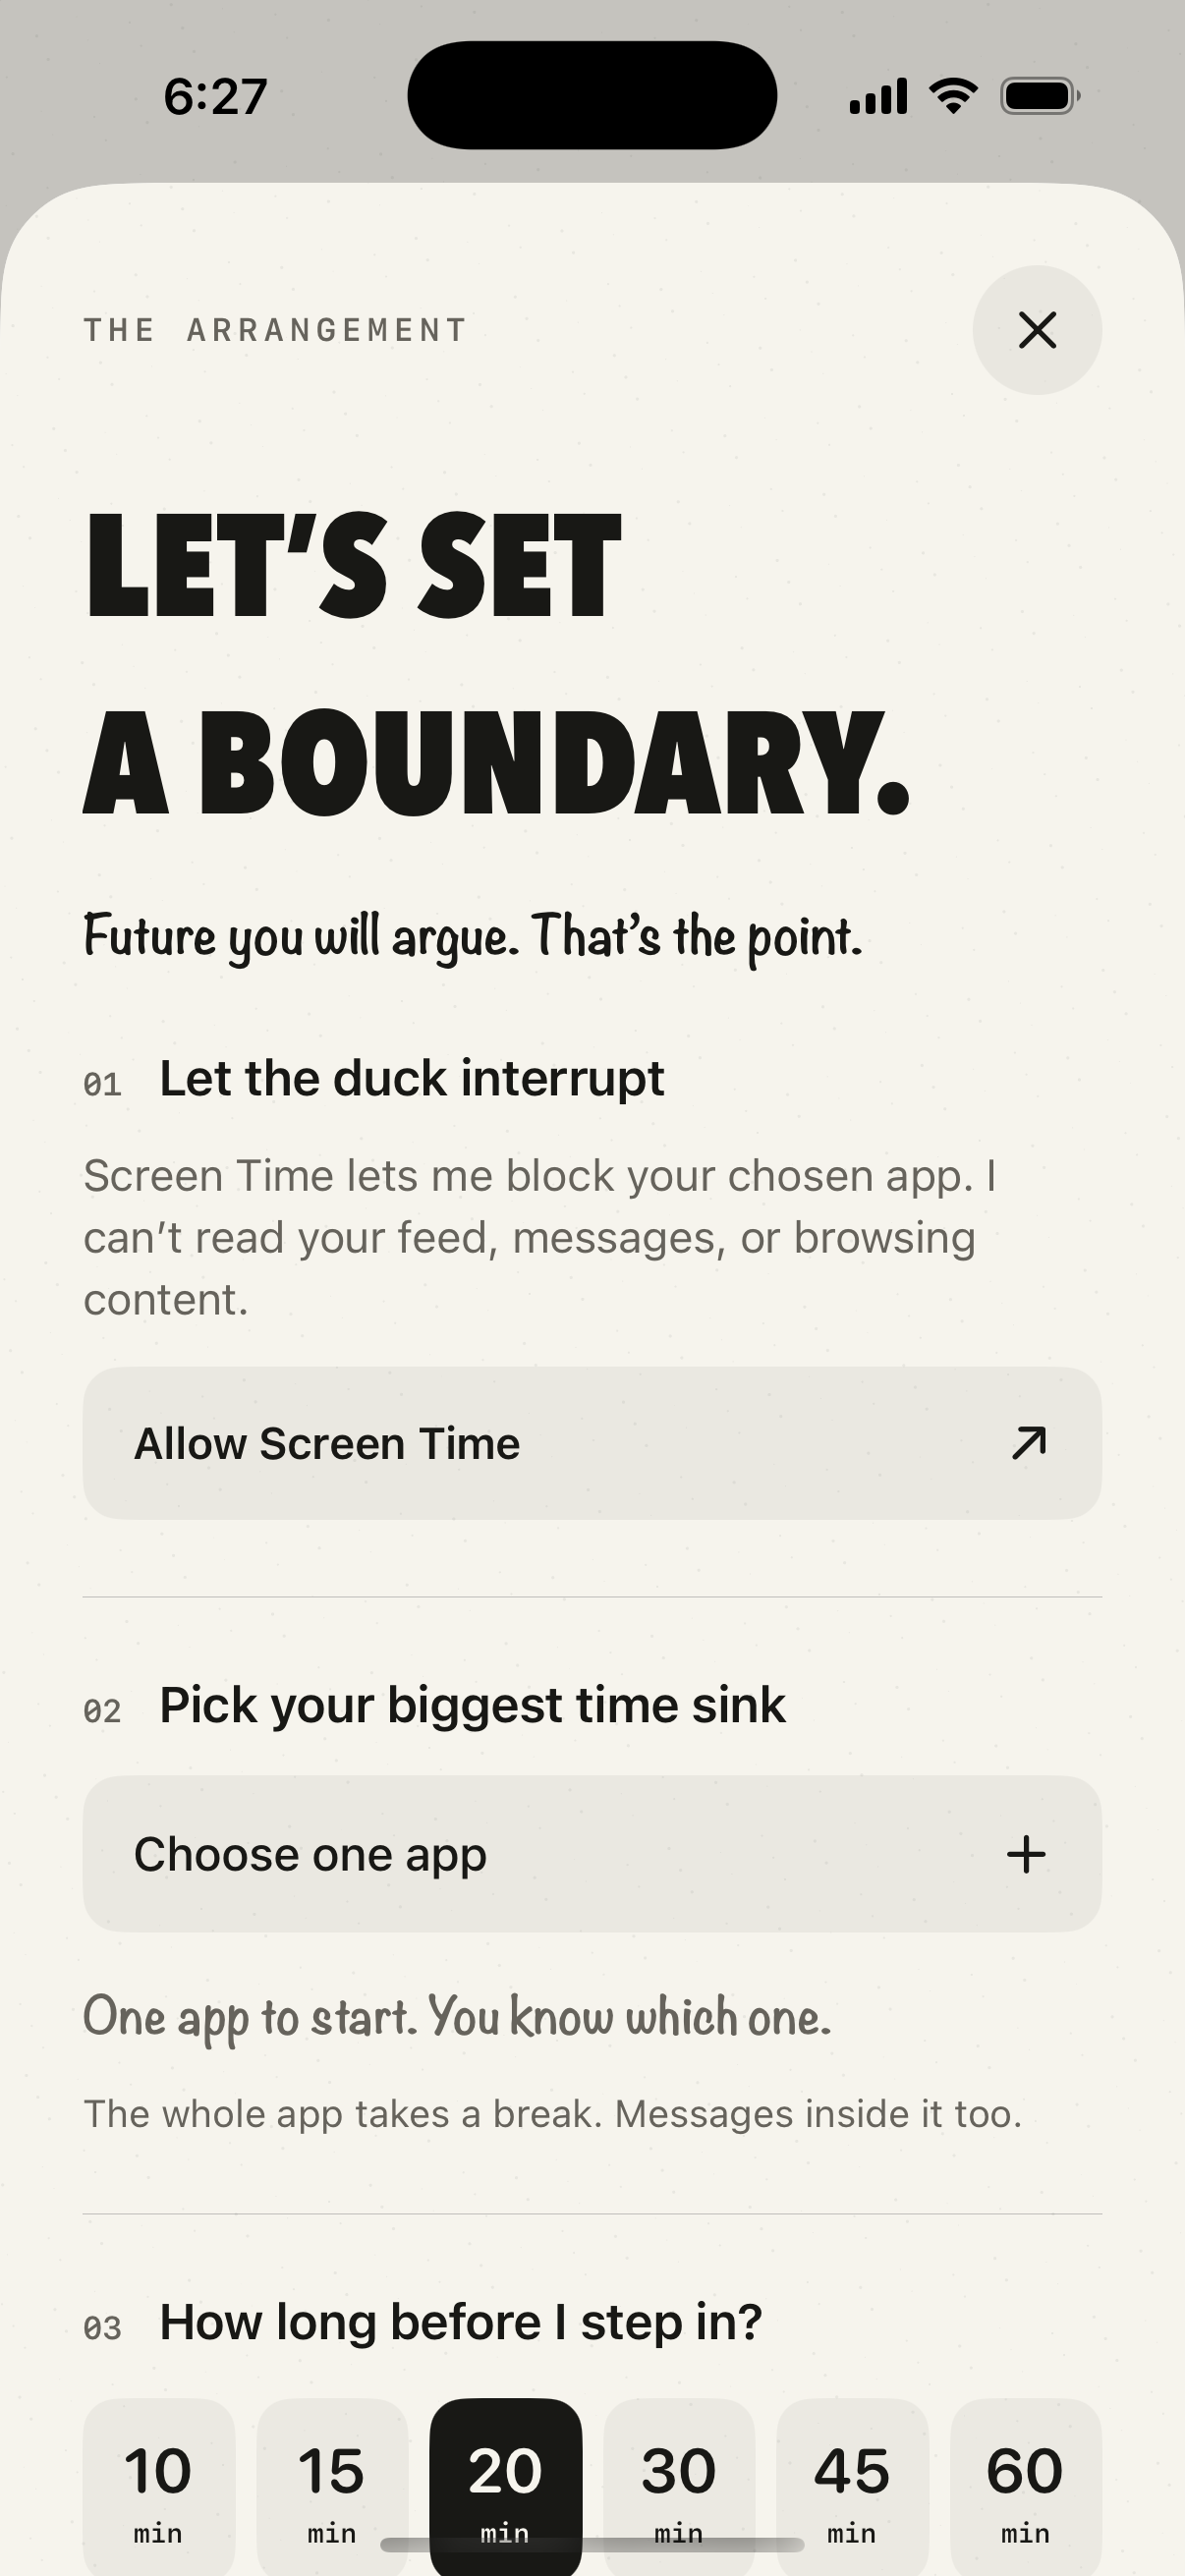 6:27
THE ARRANGEMENT
LET’S SET
A BOUNDARY.
Future you will argue. That’s the point.
01 Let the duck interrupt
Screen Time lets me block your chosen app. I
can’t read your feed, messages, or browsing
content.
Allow Screen Time
02 Pick your biggest time sink
Choose one app
One app to start. You know which one.
The whole app takes a break. Messages inside it too.
03 How long before I step in?
10 15 20 30 45 60
min min min min min min